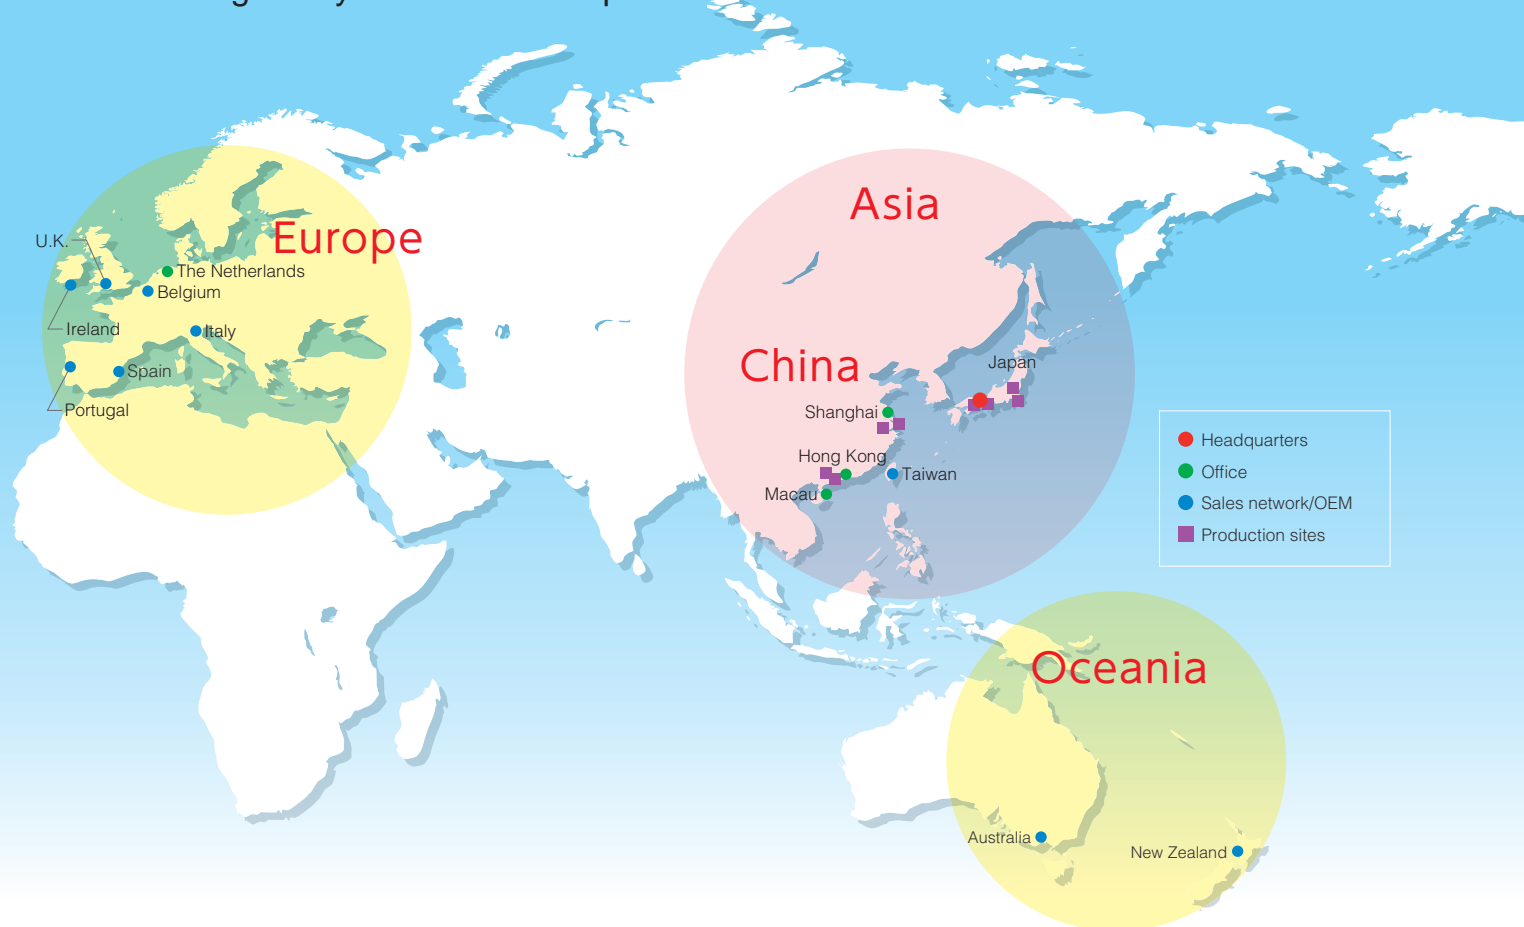 Europe
U.K.
The Netherlands
Belgium
Ireland
Italy
Spain
Portugal
Asia
China
Japan
Shanghai
Hong Kong
Taiwan
Macau
Headquarters
Office
Sales network/OEM
Production sites
Oceania
Australia
New Zealand